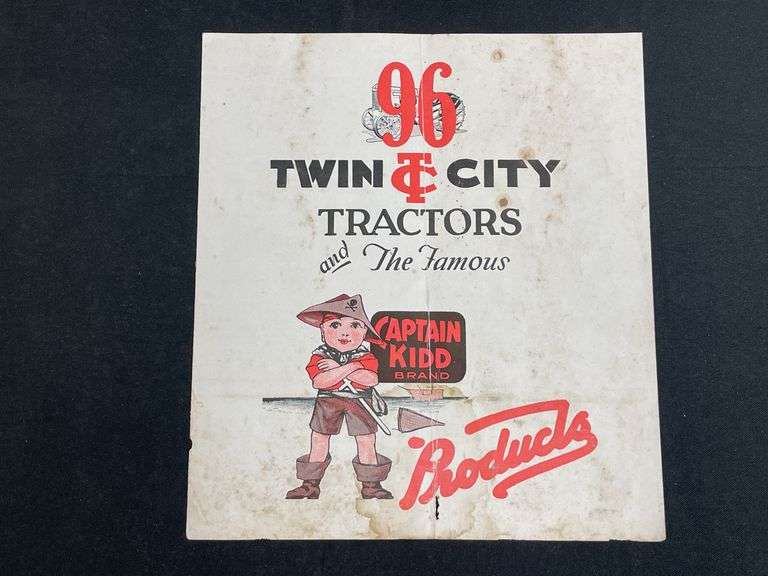 96
TWIN TC CITY
TRACTORS
and The Famous
CAPTAIN
KIDD
BRAND
Products